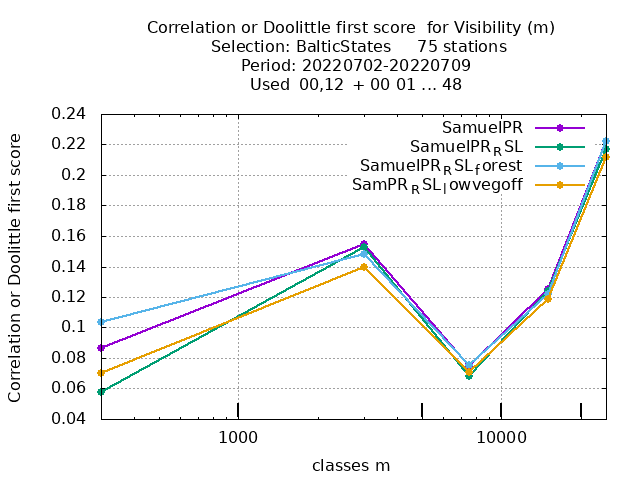 Correlation or Doolittle first score  for Visibility (m)
Selection: BalticStates     75 stations
Period: 20220702-20220709
Used  00,12  + 00 01 ... 48
Correlation or Doolittle first score
0.24
0.22
0.2
0.18
0.16
0.14
0.12
0.1
0.08
0.06
0.04
SamuelPR
SamuelPR_RSL
SamuelPR_RSL_forest
SamPR_RSL_lowvegoff
1000
10000
classes m